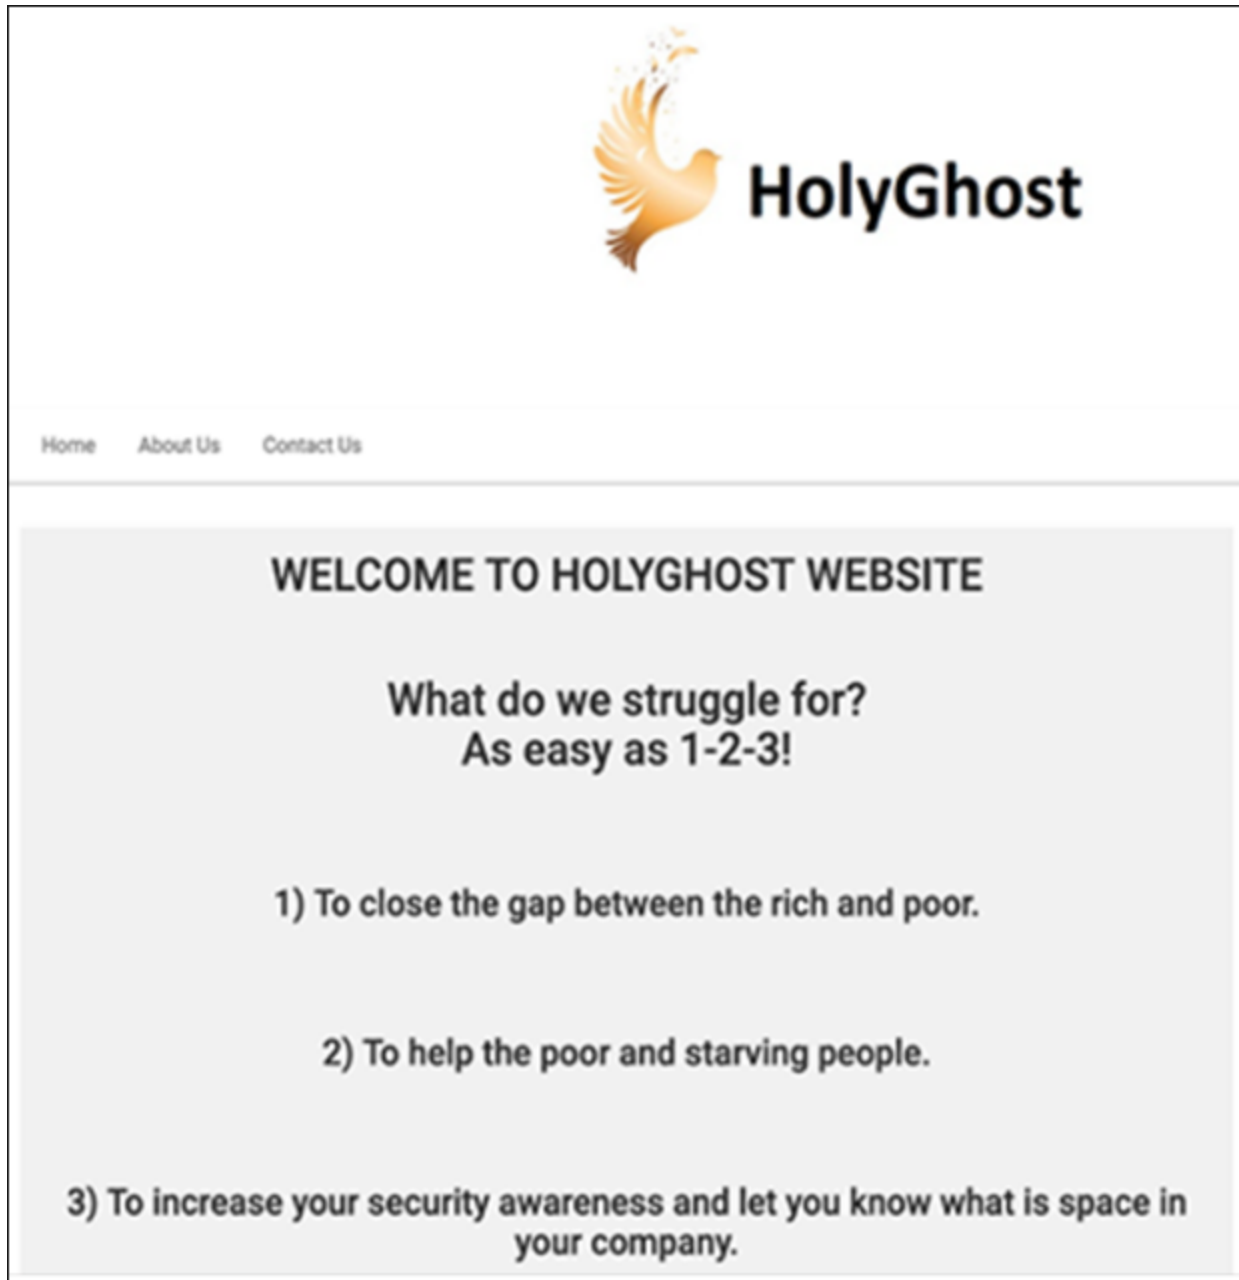 HolyGhost
Home About Us Contact Us
WELCOME TO HOLYGHOST WEBSITE
What do we struggle for?
As easy as 1-2-3!
1) To close the gap between the rich and poor.
2) To help the poor and starving people.
3) To increase your security awareness and let you know what is space in
your company.